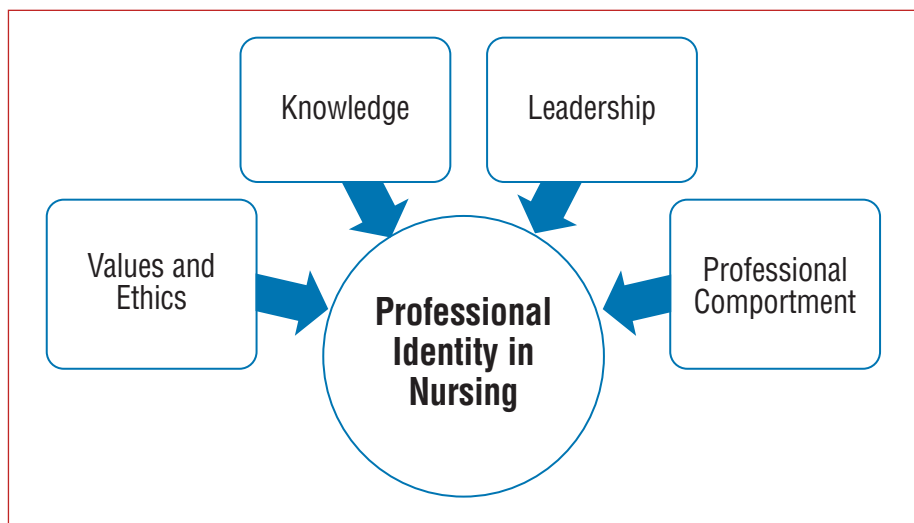 Knowledge
Leadership
Values and
Ethics
Professional
Comportment
Professional
Identity in
Nursing